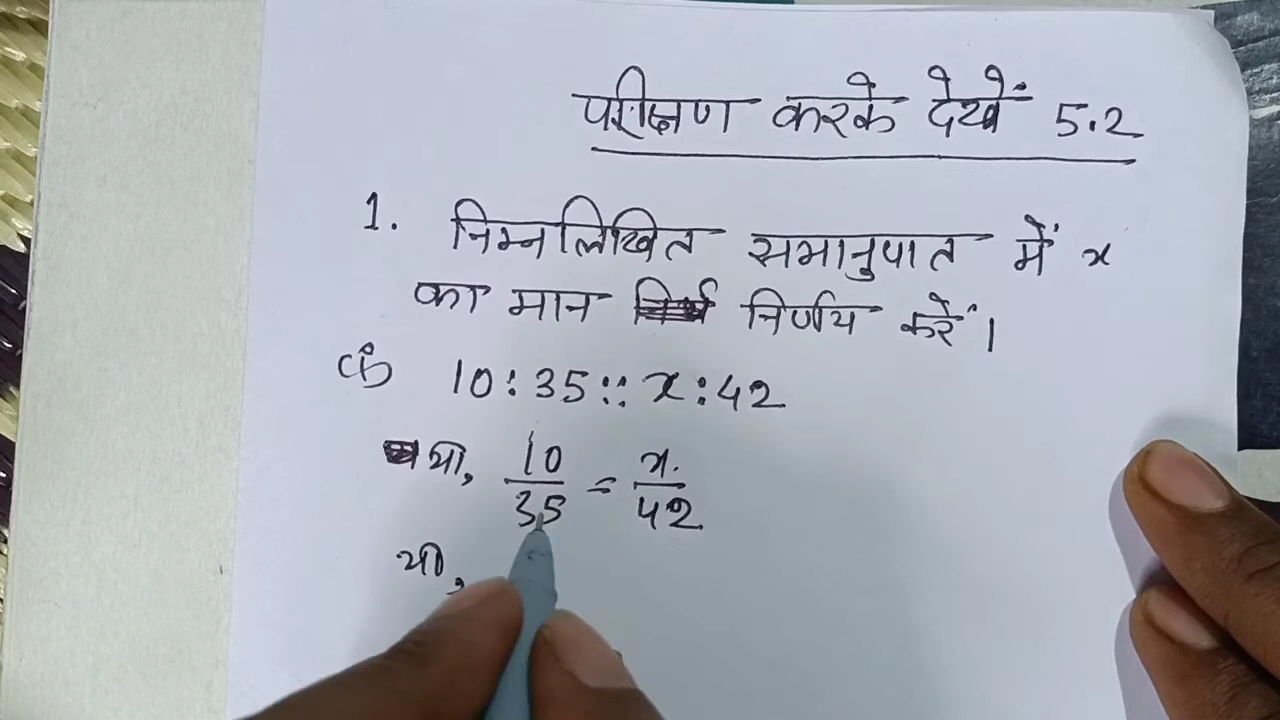 परीक्षण करके देखें 5.2
1. निम्नलिखित समानुपात में x
का मान निर्णय करें।
क) 10:35::x:42
या, 10/35 = x/42
या,